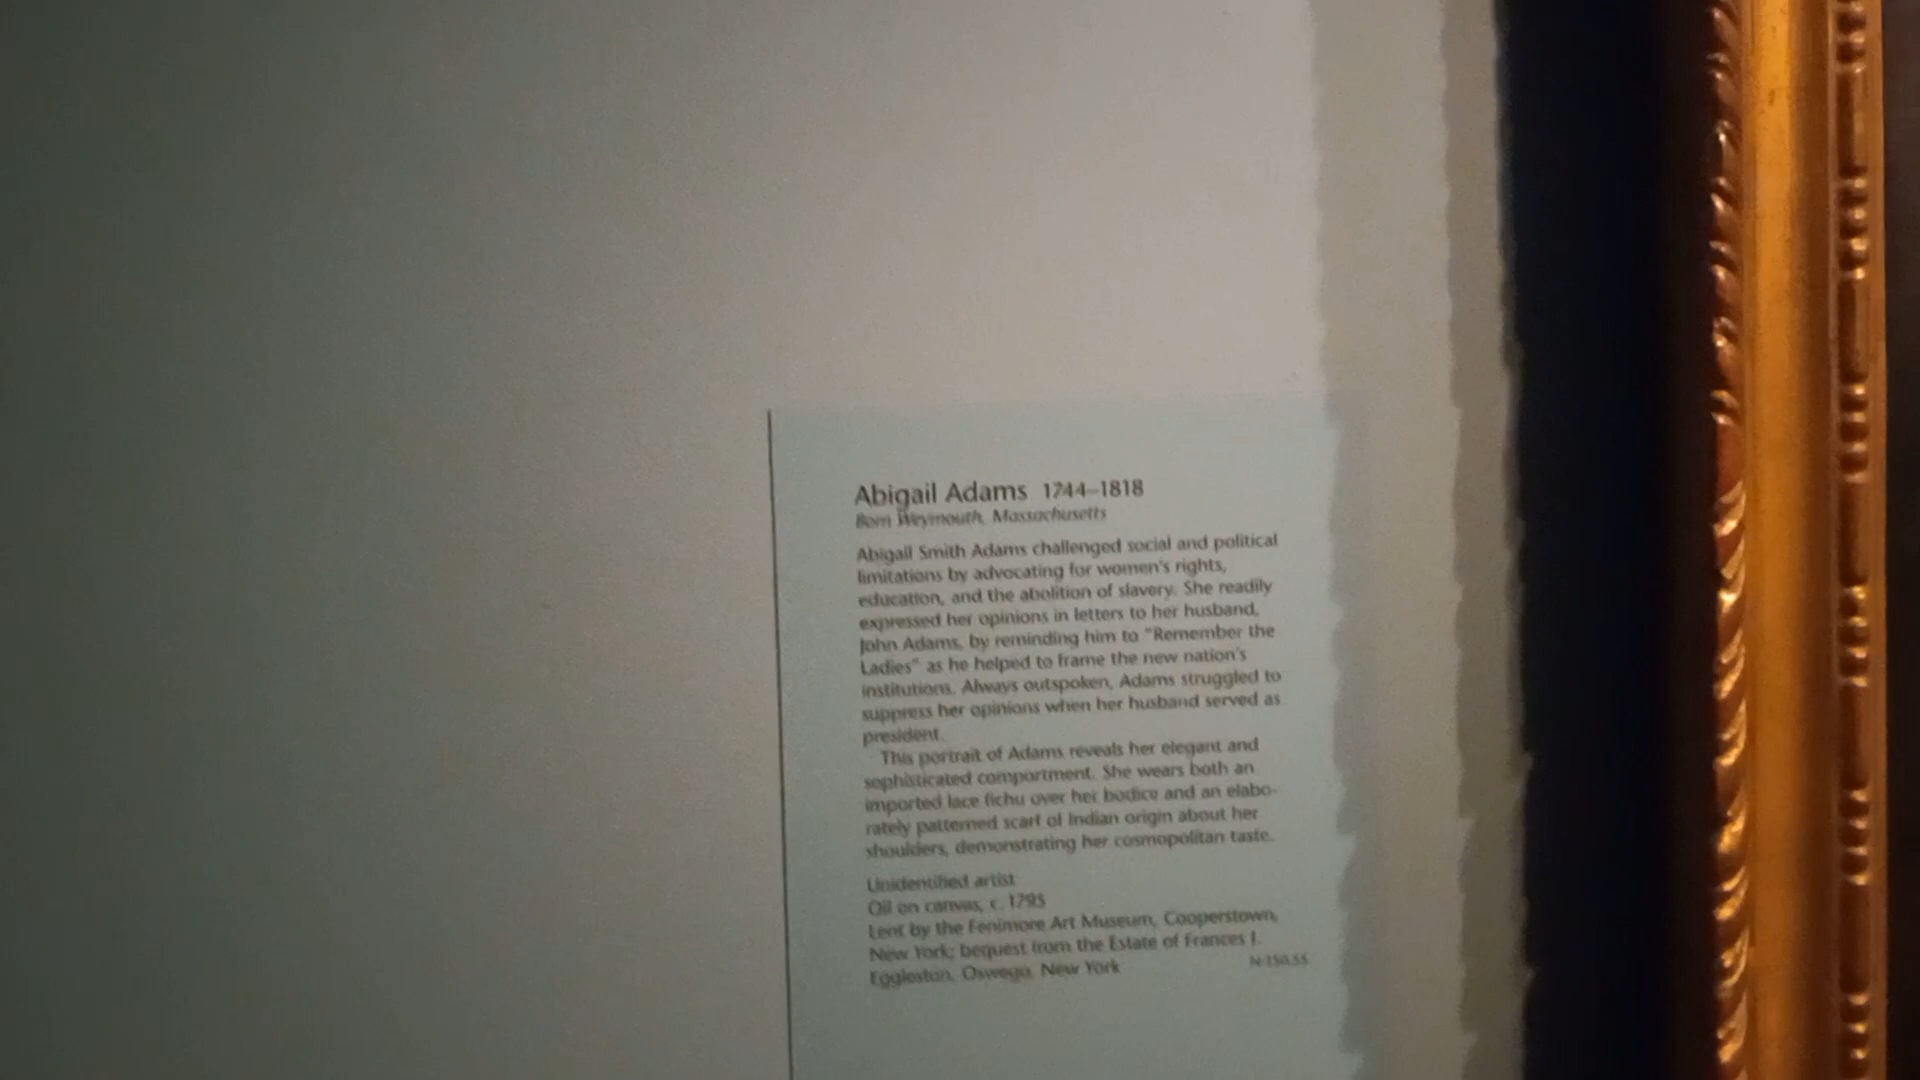 Abigail Adams 1744–1818
Born Weymouth, Massachusetts
Abigail Smith Adams challenged social and political
limitations by advocating for women's rights,
education, and the abolition of slavery. She readily
expressed her opinions in letters to her husband,
John Adams, by reminding him to "Remember the
Ladies" as he helped to frame the new nation's
institutions. Always outspoken, Adams struggled to
suppress her opinions when her husband served as
president.
This portrait of Adams reveals her elegant and
sophisticated comportment. She wears both an
imported lace fichu over her bodice and an elabo-
rately patterned scarf of Indian origin about her
shoulders, demonstrating her cosmopolitan taste.
Unidentified artist
Oil on canvas, c. 1795
Lent by the Fenimore Art Museum, Cooperstown,
New York; bequest from the Estate of Frances J.
Eggleston, Oswego, New York